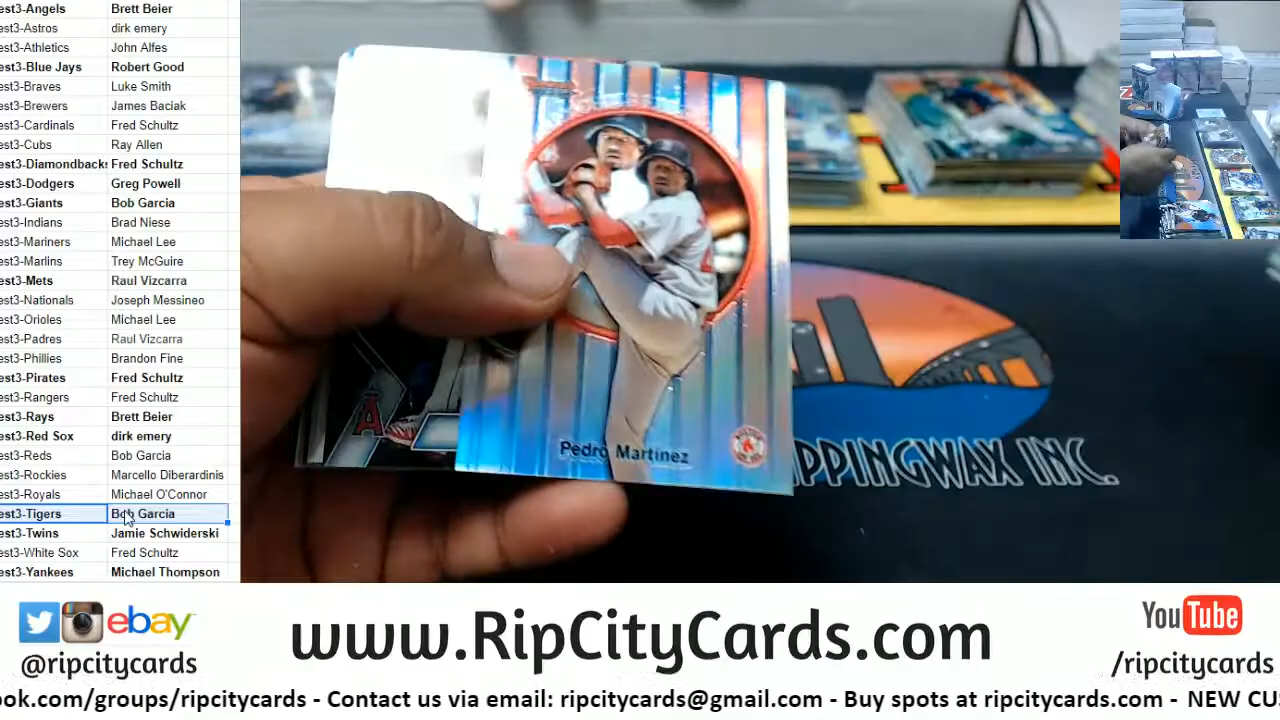 est3-Angels Brett Beier
est3-Astros dirk emery
est3-Athletics John Alfes
est3-Blue Jays Robert Good
est3-Braves Luke Smith
est3-Brewers James Baciak
est3-Cardinals Fred Schultz
est3-Cubs Ray Allen
est3-Diamondbacks Fred Schultz
est3-Dodgers Greg Powell
est3-Giants Bob Garcia
est3-Indians Brad Niese
est3-Mariners Michael Lee
est3-Marlins Trey McGuire
est3-Mets Raul Vizcarra
est3-Nationals Joseph Messineo
est3-Orioles Michael Lee
est3-Padres Raul Vizcarra
est3-Phillies Brandon Fine
est3-Pirates Fred Schultz
est3-Rangers Fred Schultz
est3-Rays Brett Beier
est3-Red Sox dirk emery
est3-Reds Bob Garcia
est3-Rockies Marcello Diberardinis
est3-Royals Michael O'Connor
est3-Tigers Bob Garcia
est3-Twins Jamie Schwiderski
est3-White Sox Fred Schultz
est3-Yankees Michael Thompson
Pedro Martinez
PPINGWAX INC.
ebay
@ripcitycards
www.RipCityCards.com
YouTube
/ripcitycards
ook.com/groups/ripcitycards - Contact us via email: ripcitycards@gmail.com - Buy spots at ripcitycards.com - NEW CU